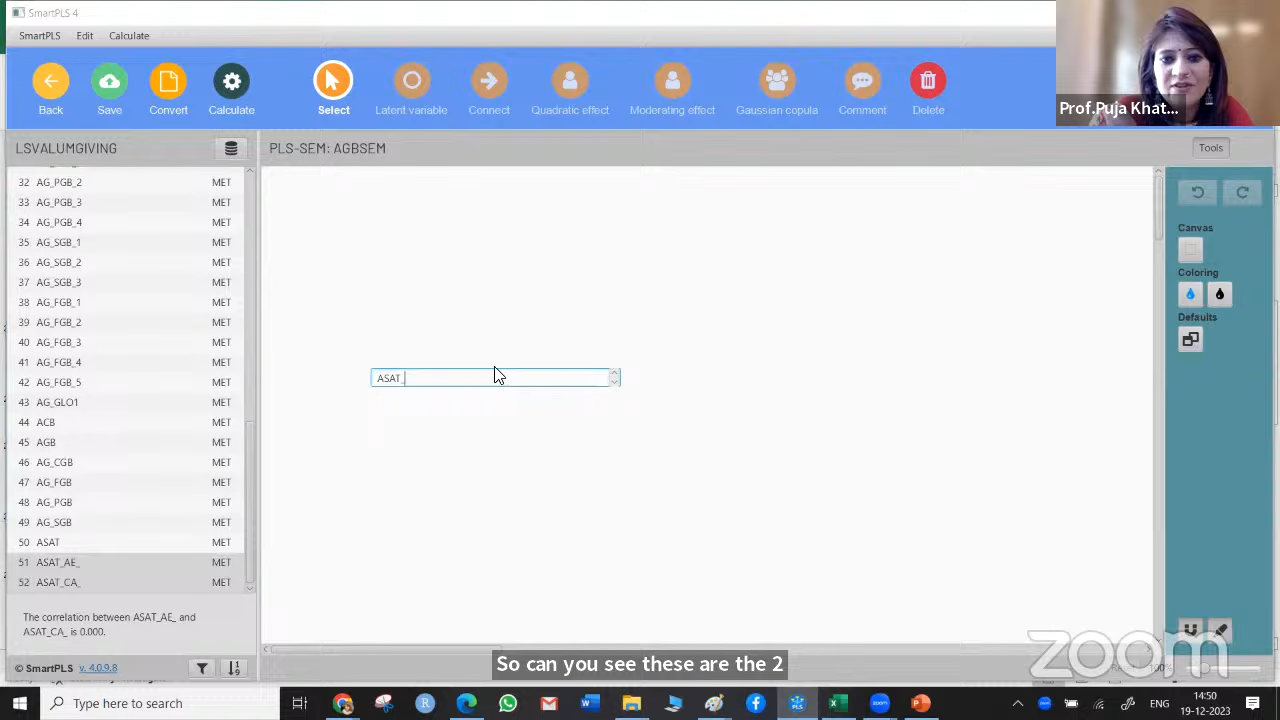 SmartPLS 4
SmartPLS Edit Calculate
Back Save Convert Calculate Select Latent variable Connect Quadratic effect Moderating effect Gaussian copula Comment Delete
Prof.Puja Khat...
LSVALUMGIVING
PLS-SEM: AGBSEM
Tools
32 AG_PGB_2 MET
33 AG_PGB_3 MET
34 AG_PGB_4 MET
35 AG_SGB_1 MET
36 AG_SGB_2 MET
37 AG_SGB_3 MET
38 AG_FGB_1 MET
39 AG_FGB_2 MET
40 AG_FGB_3 MET
41 AG_FGB_4 MET
42 AG_FGB_5 MET
43 AG_GLO1 MET
44 ACB MET
45 AGB MET
46 AG_CGB MET
47 AG_FGB MET
48 AG_PGB MET
49 AG_SGB MET
50 ASAT MET
51 ASAT_AE_ MET
52 ASAT_CA_ MET
ASAT_
Canvas
Coloring
Defaults
The correlation between ASAT_AE_ and
ASAT_CA_ is 0.000.
© SmartPLS v. 4.0.9.8
So can you see these are the 2
zoom
100%
Type here to search
ENG
14:50
19-12-2023